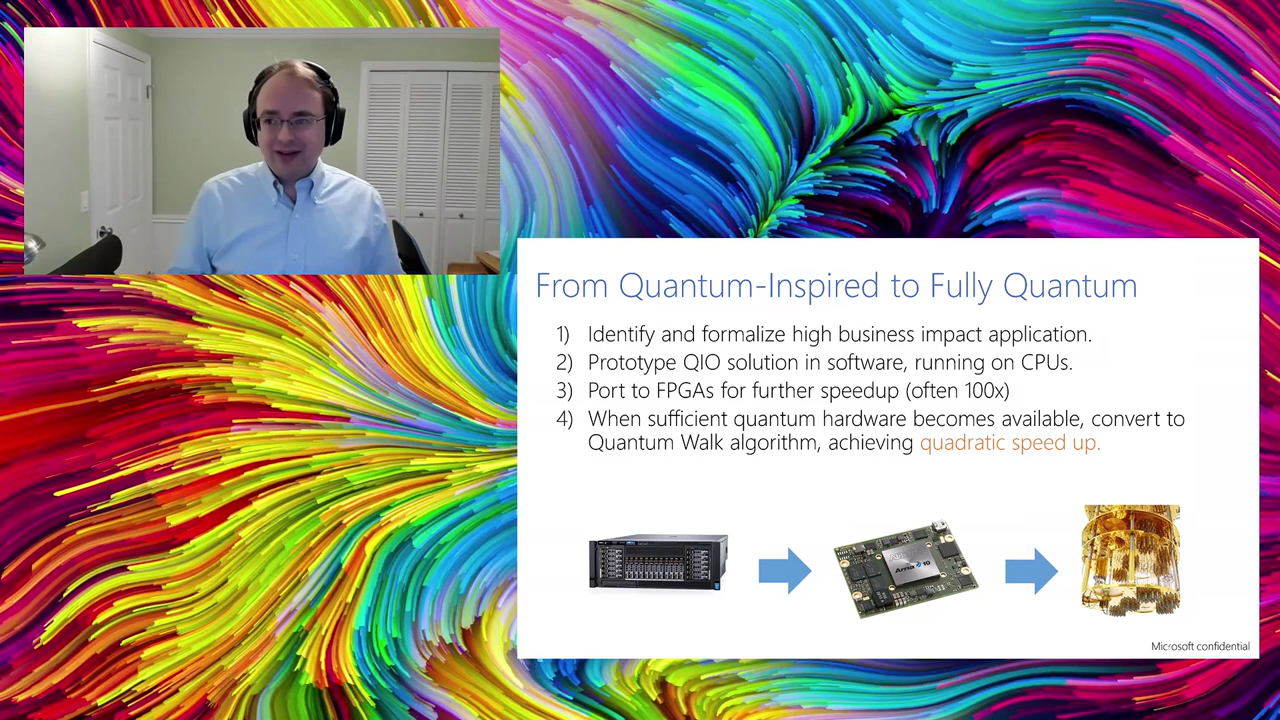 From Quantum-Inspired to Fully Quantum
1) Identify and formalize high business impact application.
2) Prototype QIO solution in software, running on CPUs.
3) Port to FPGAs for further speedup (often 100x)
4) When sufficient quantum hardware becomes available, convert to
Quantum Walk algorithm, achieving quadratic speed up.
Arria 10
Microsoft confidential